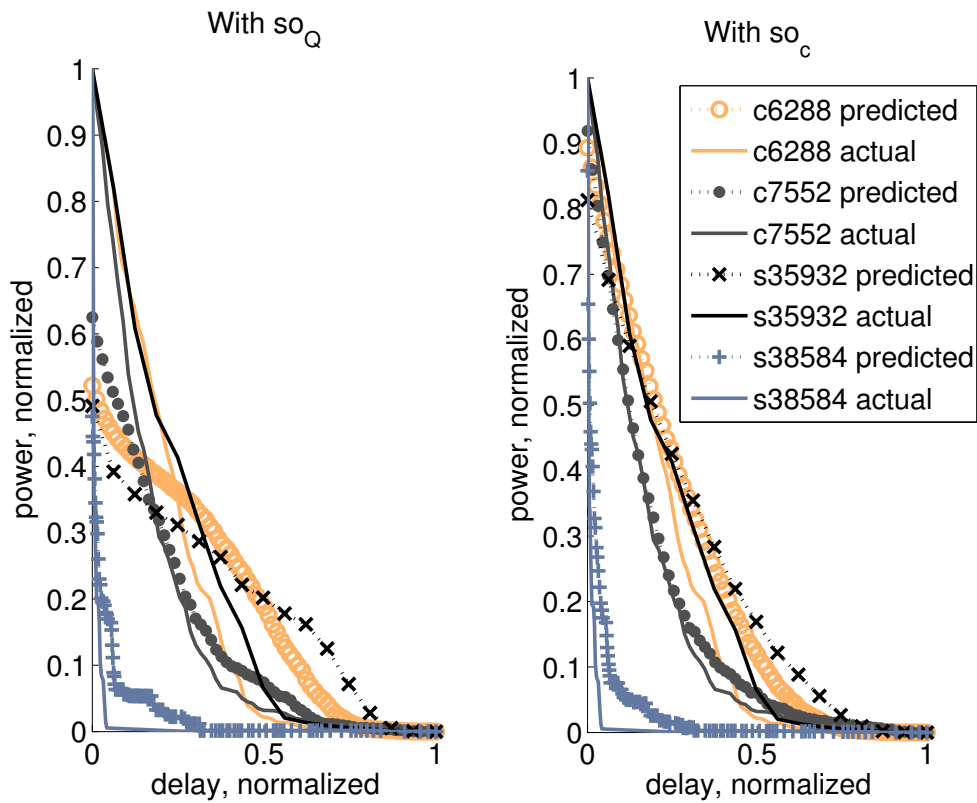 With so_Q
1
0.9
0.8
0.7
0.6
0.5
0.4
0.3
0.2
0.1
0
power, normalized
0
0.5
1
delay, normalized
With so_c
1
0.9
0.8
0.7
0.6
0.5
0.4
0.3
0.2
0.1
0
power, normalized
0
0.5
1
delay, normalized
c6288 predicted
c6288 actual
c7552 predicted
c7552 actual
s35932 predicted
s35932 actual
s38584 predicted
s38584 actual